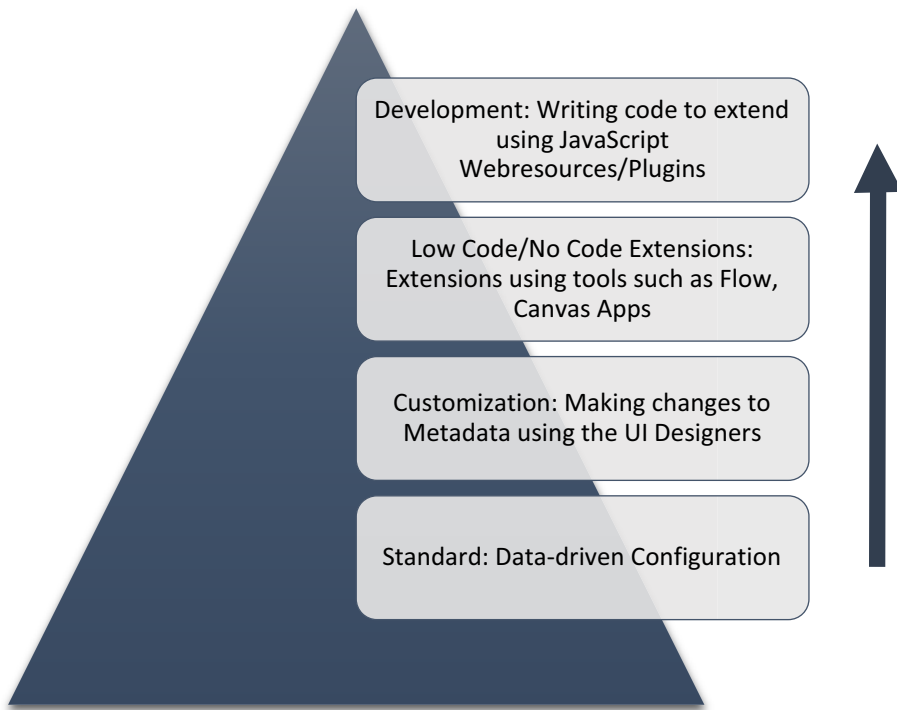 Development: Writing code to extend
using JavaScript
Webresources/Plugins
Low Code/No Code Extensions:
Extensions using tools such as Flow,
Canvas Apps
Customization: Making changes to
Metadata using the UI Designers
Standard: Data-driven Configuration